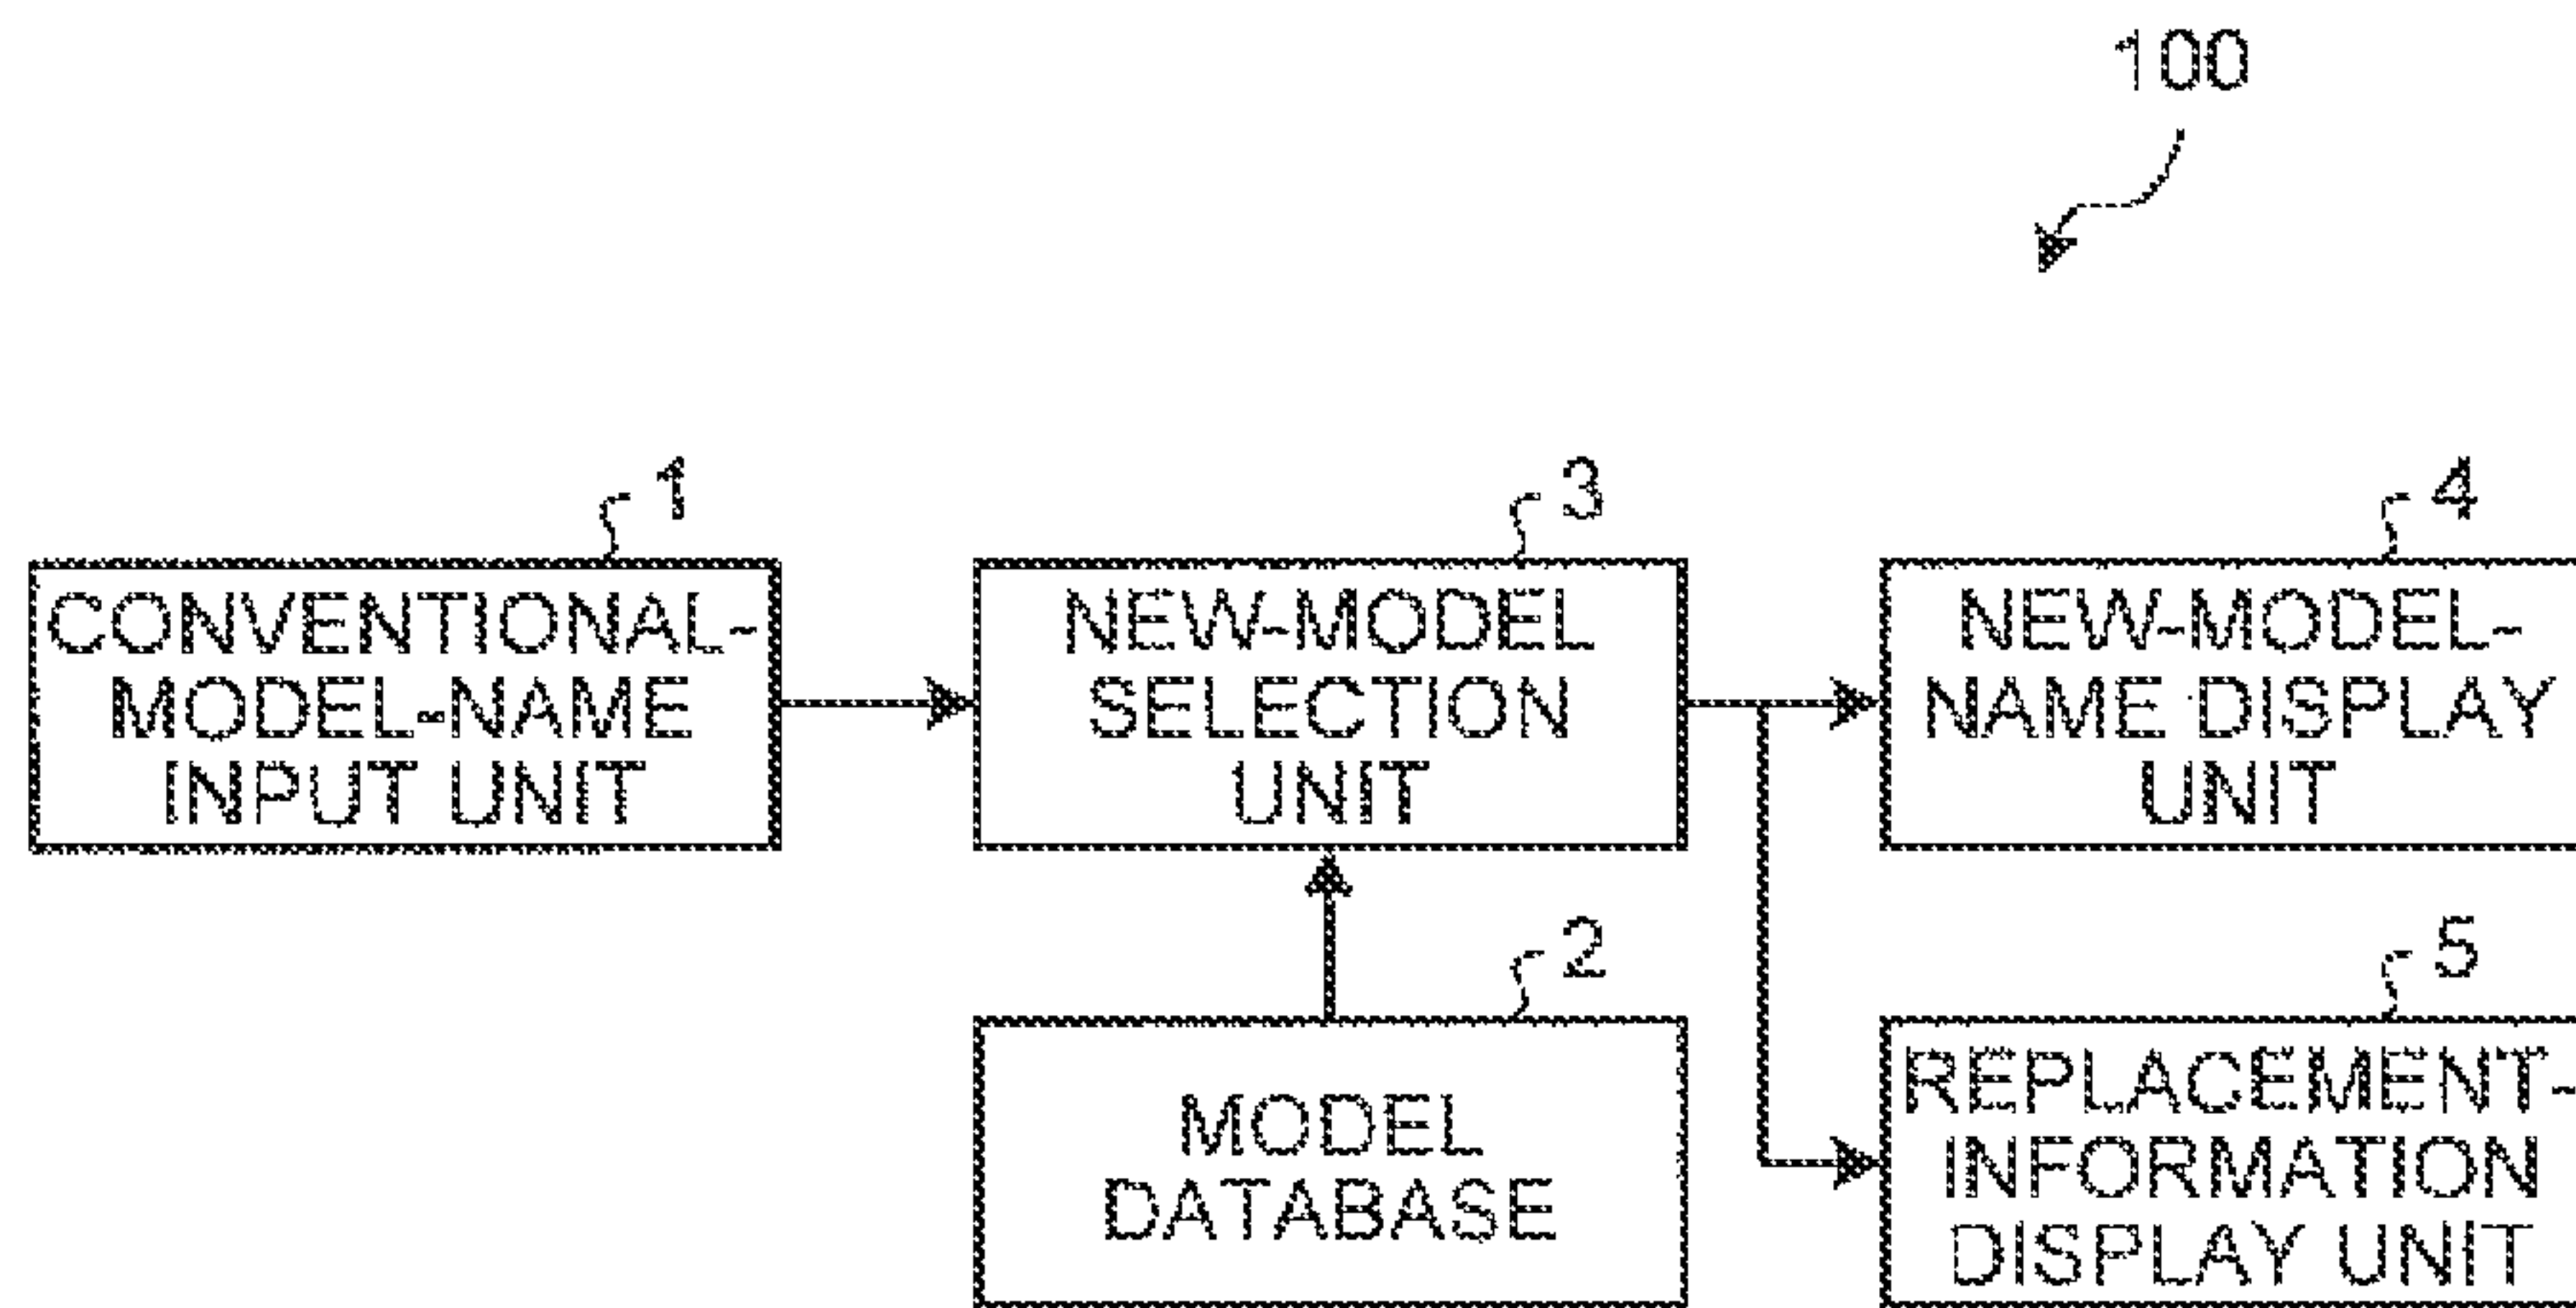 100
1
CONVENTIONAL-
MODEL-NAME
INPUT UNIT
3
NEW-MODEL
SELECTION
UNIT
4
NEW-MODEL-
NAME DISPLAY
UNIT
2
MODEL
DATABASE
5
REPLACEMENT-
INFORMATION
DISPLAY UNIT